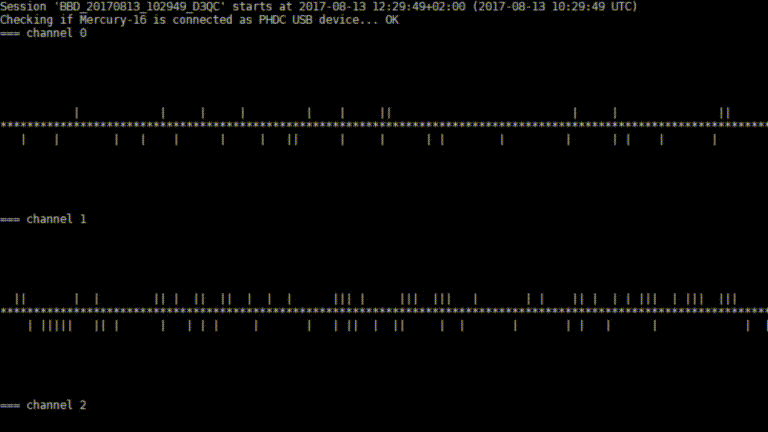 Session 'BBD_20170813_102949_D3QC' starts at 2017-08-13 12:29:49+02:00 (2017-08-13 10:29:49 UTC)
Checking if Mercury-16 is connected as PHDC USB device... OK
=== channel 0
=== channel 1
=== channel 2